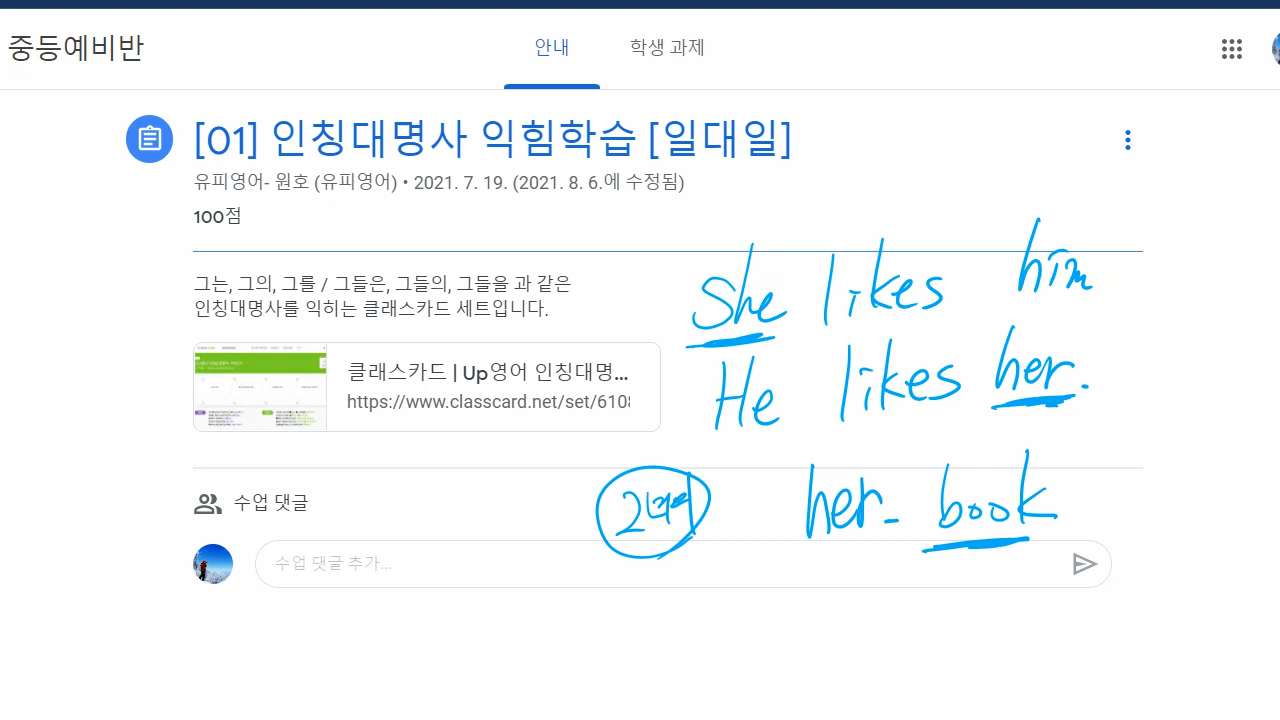 중등예비반
안내
학생 과제
[01] 인칭대명사 익힘학습 [일대일]
유피영어- 원호 (유피영어) • 2021. 7. 19. (2021. 8. 6.에 수정됨)
100점
그는, 그의, 그를 / 그들은, 그들의, 그들을 과 같은
인칭대명사를 익히는 클래스카드 세트입니다.
클래스카드 | Up영어 인칭대명...
https://www.classcard.net/set/6108
She likes him
He likes her.
her- book
수업 댓글
수업 댓글 추가...